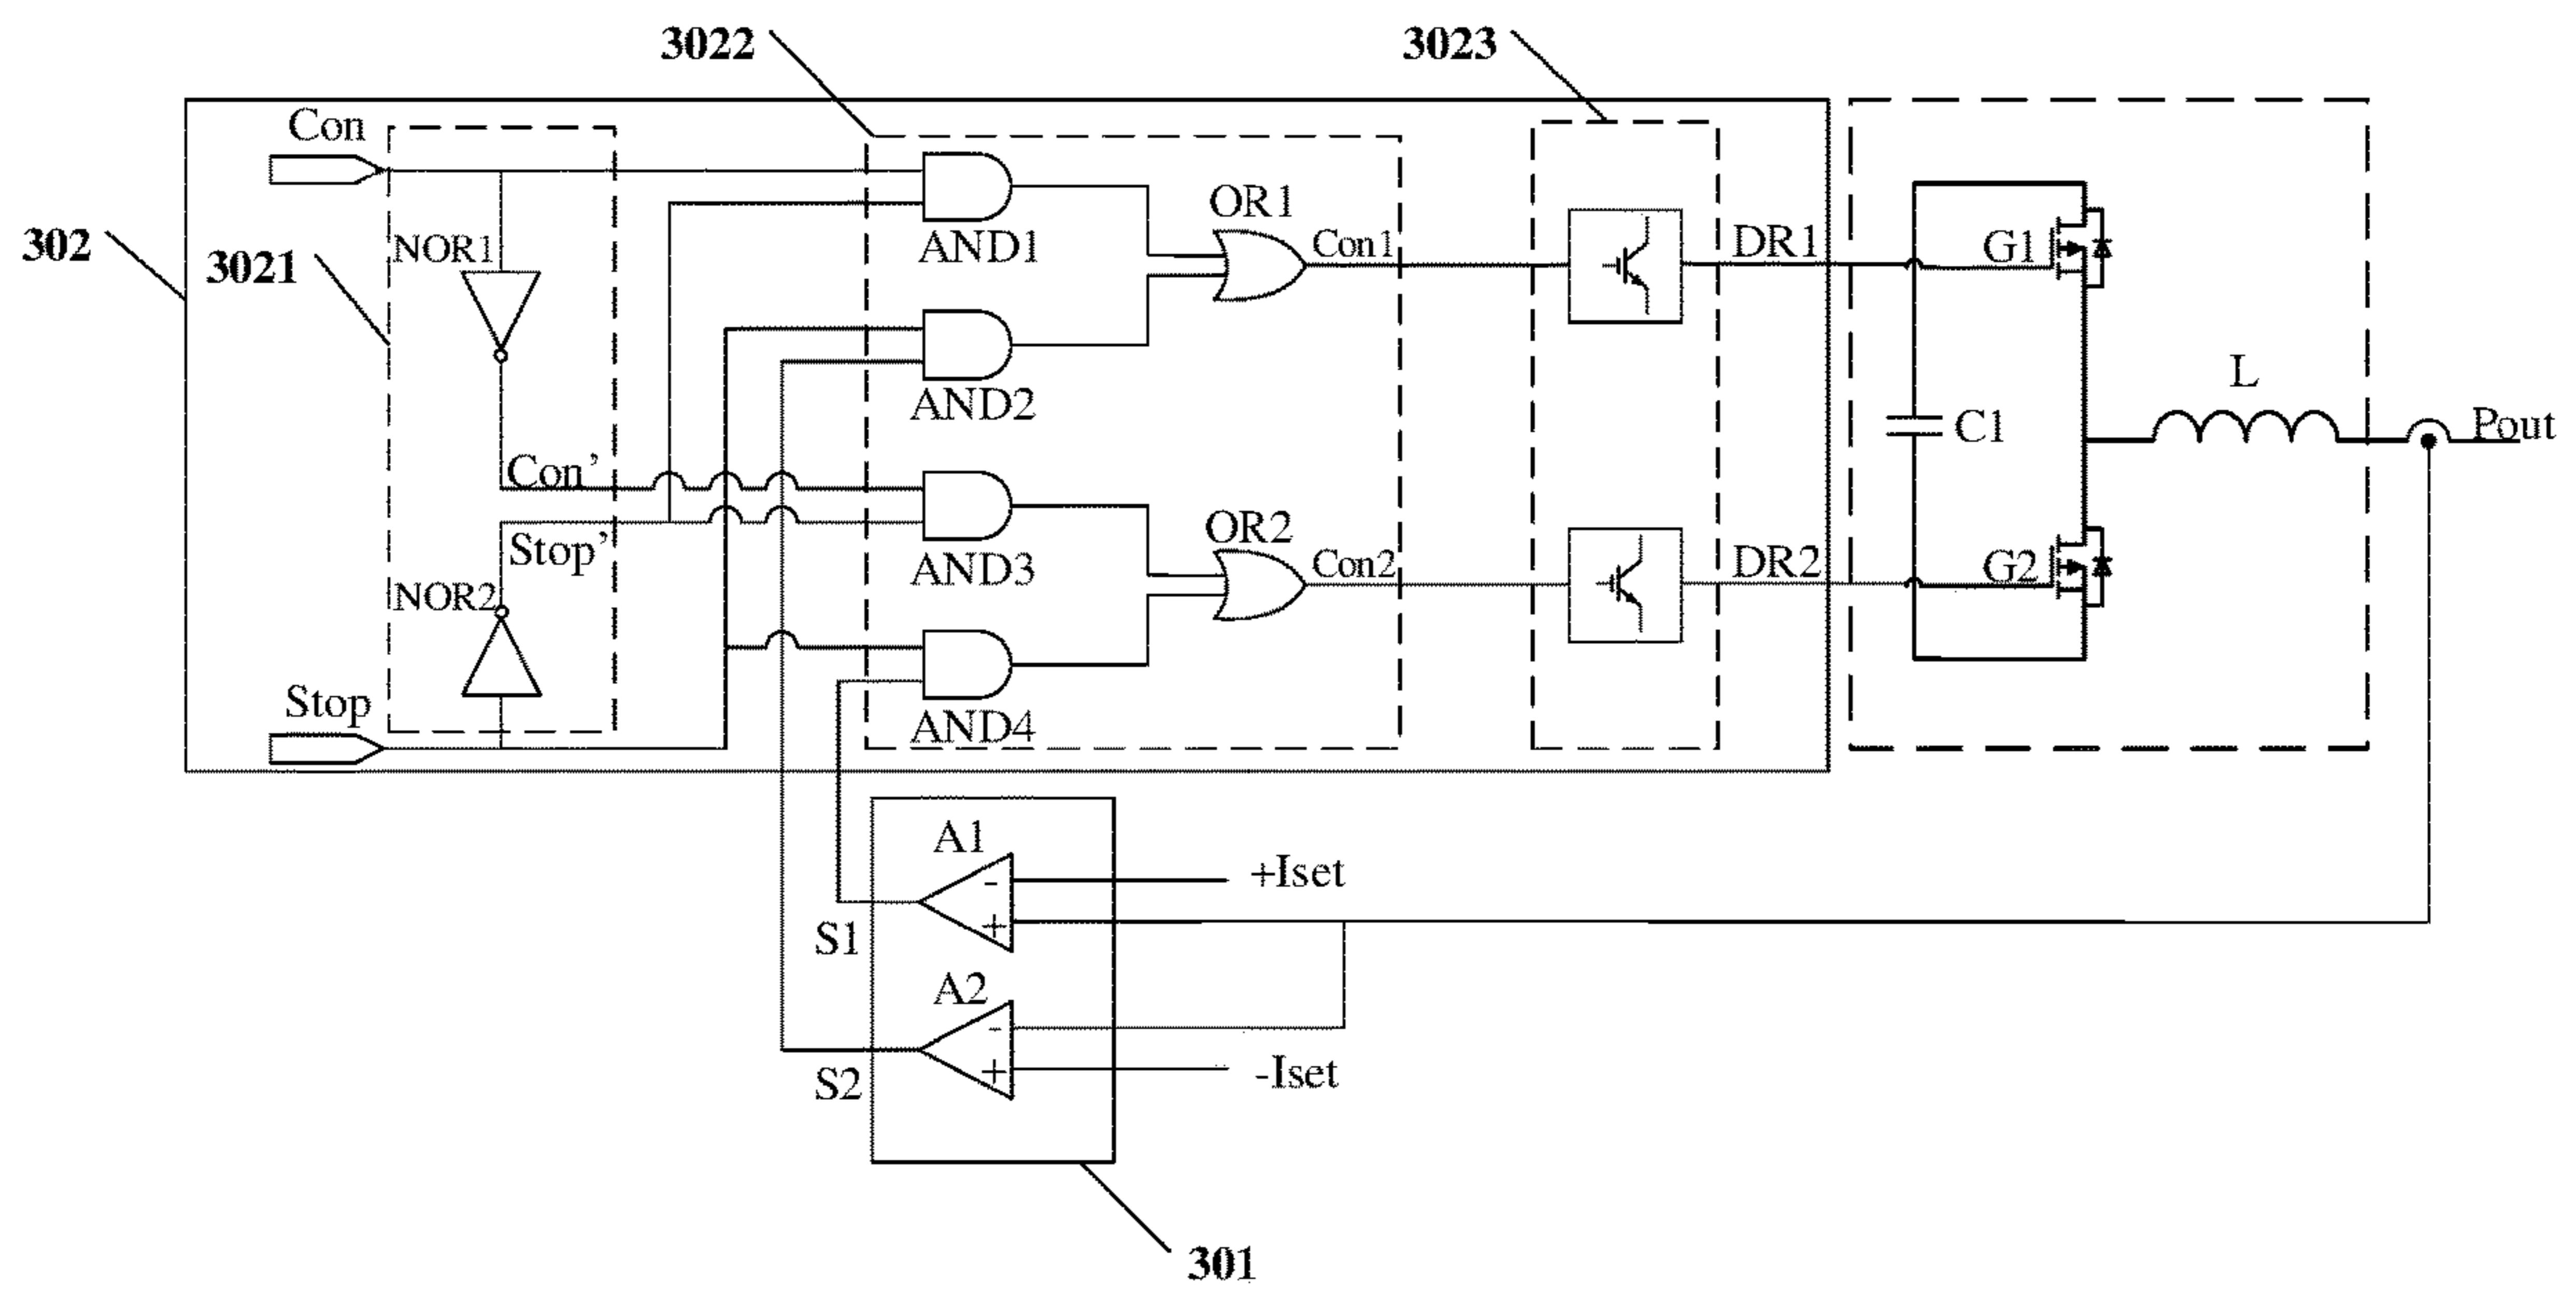 3022
3023
Con
302
3021
NOR1
AND1
OR1
Con1
DR1
G1
AND2
L
C1
Pout
Con’
Stop’
AND3
OR2
Con2
DR2
G2
NOR2
Stop
AND4
A1
-
+
+Iset
S1
A2
-
+
-Iset
S2
301